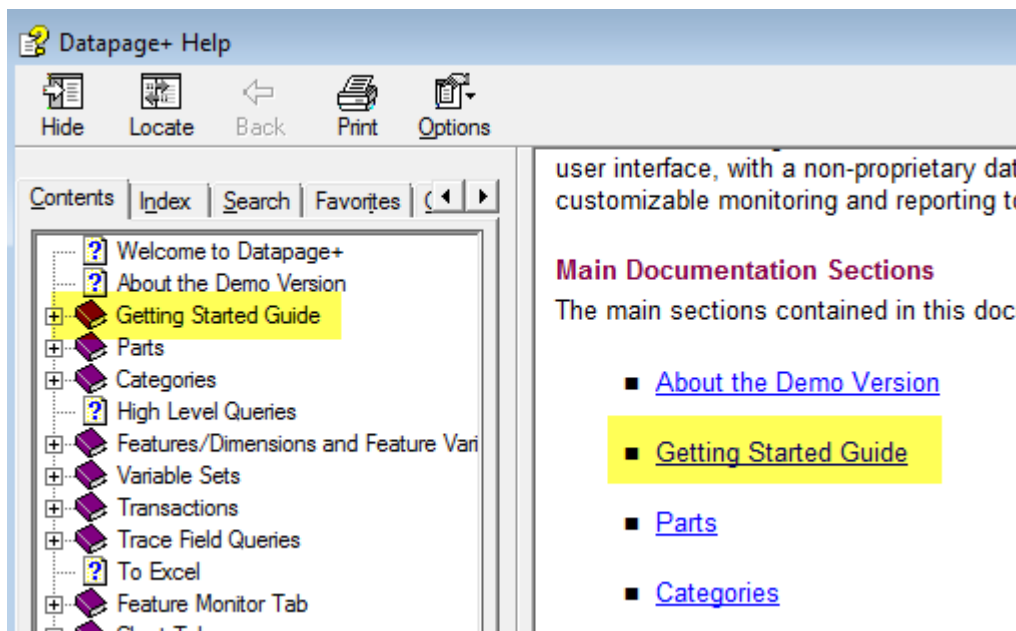 Datapage+ Help
Hide Locate Back Print Options
Contents Index Search Favorites
Welcome to Datapage+
About the Demo Version
Getting Started Guide
Parts
Categories
High Level Queries
Features/Dimensions and Feature Vari
Variable Sets
Transactions
Trace Field Queries
To Excel
Feature Monitor Tab
user interface, with a non-proprietary dat
customizable monitoring and reporting to
Main Documentation Sections
The main sections contained in this doc
About the Demo Version
Getting Started Guide
Parts
Categories